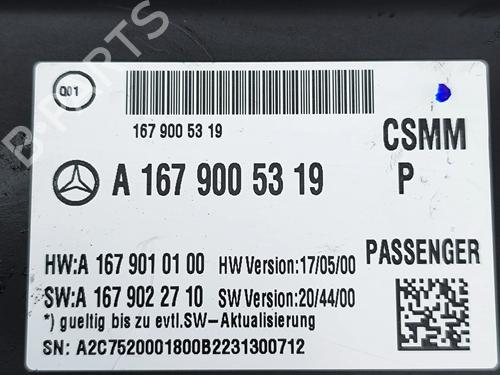 Q01
167 900 53 19
CSMM
A 167 900 53 19
P
HW:A 167 901 01 00 HW Version:17/05/00
PASSENGER
SW:A 167 902 27 10 SW Version:20/44/00
*) gueltig bis zu evtl.SW-Aktualisierung
SN: A2C7520001800B2231300712
B-PARTS